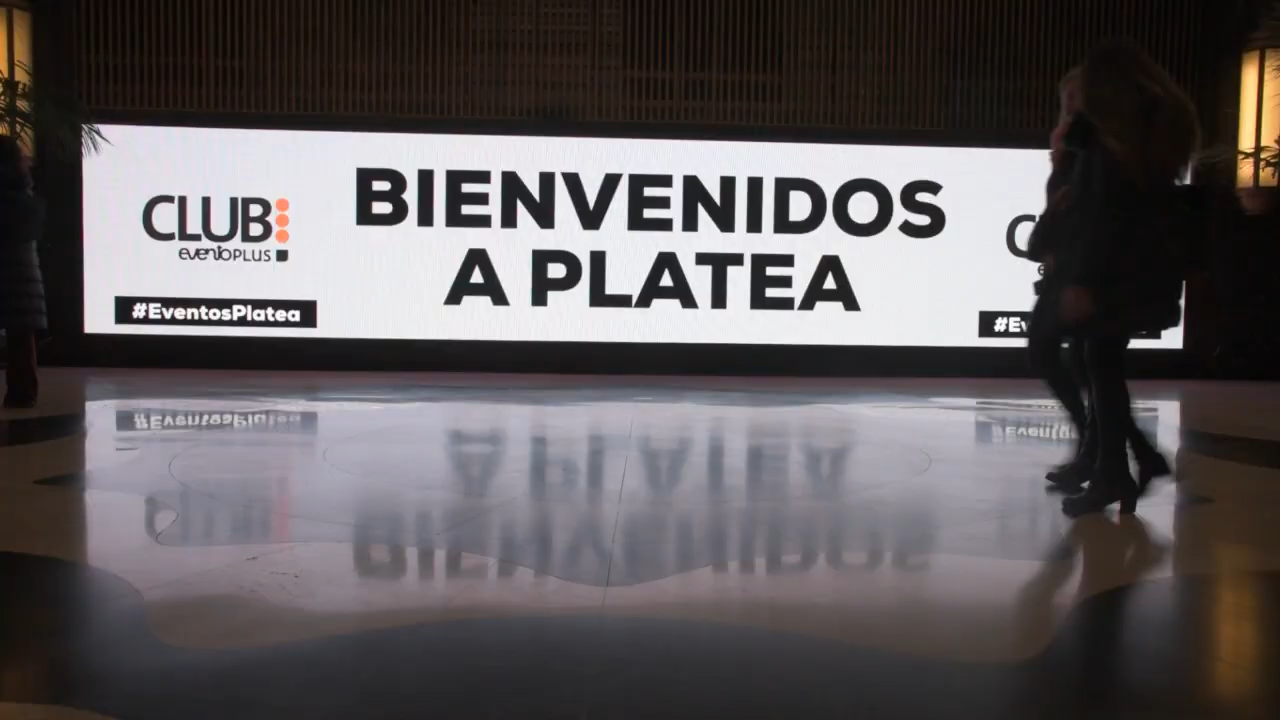 CLUB
eventoPLUS
#EventosPlatea
BIENVENIDOS
A PLATEA